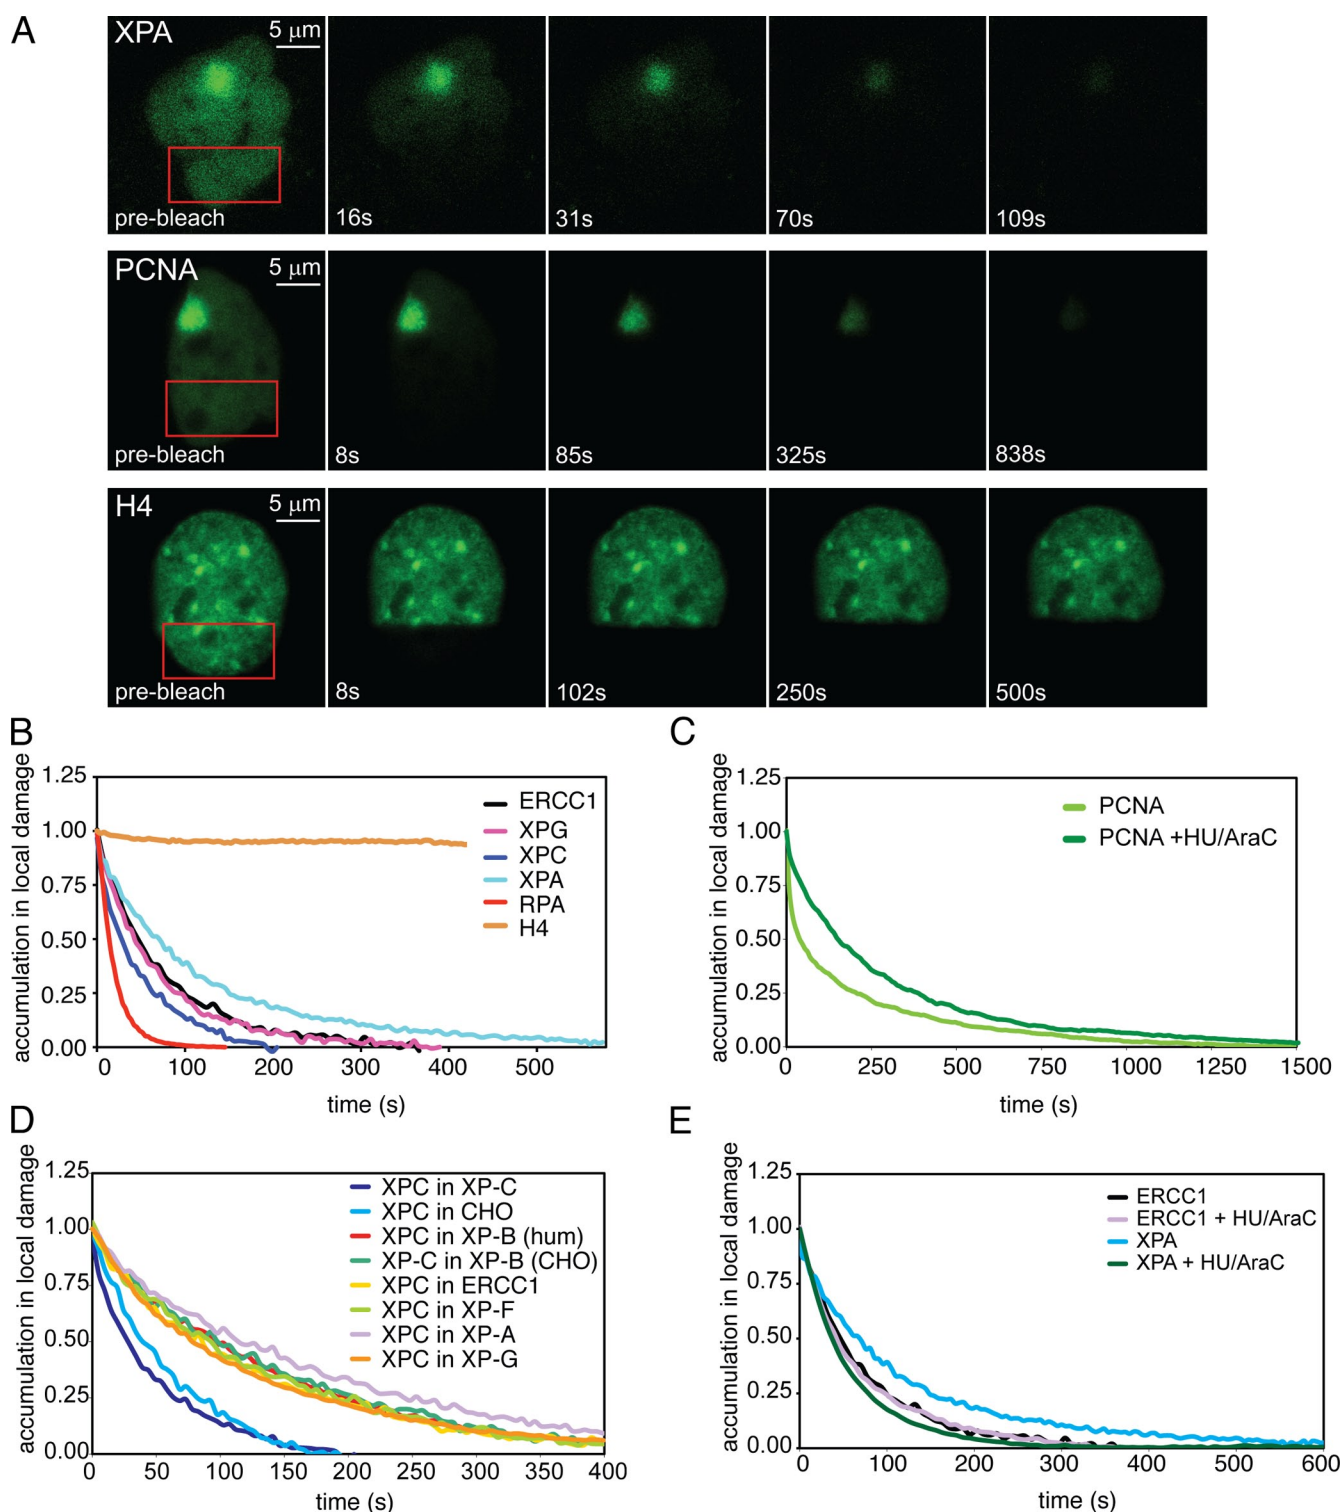 A
XPA
5 μm
pre-bleach
16s
31s
70s
109s
PCNA
5 μm
pre-bleach
8s
85s
325s
838s
H4
5 μm
pre-bleach
8s
102s
250s
500s
B
accumulation in local damage
1.25
1.00
0.75
0.50
0.25
0.00
0
100
200
300
400
500
time (s)
ERCC1
XPG
XPC
XPA
RPA
H4
C
accumulation in local damage
1.25
1.00
0.75
0.50
0.25
0.00
0
250
500
750
1000
1250
1500
time (s)
PCNA
PCNA +HU/AraC
D
accumulation in local damage
1.25
1.00
0.75
0.50
0.25
0.00
0
50
100
150
200
250
300
350
400
time (s)
XPC in XP-C
XPC in CHO
XPC in XP-B (hum)
XP-C in XP-B (CHO)
XPC in ERCC1
XPC in XP-F
XPC in XP-A
XPC in XP-G
E
accumulation in local damage
1.25
1.00
0.75
0.50
0.25
0.00
0
100
200
300
400
500
600
time (s)
ERCC1
ERCC1 + HU/AraC
XPA
XPA + HU/AraC